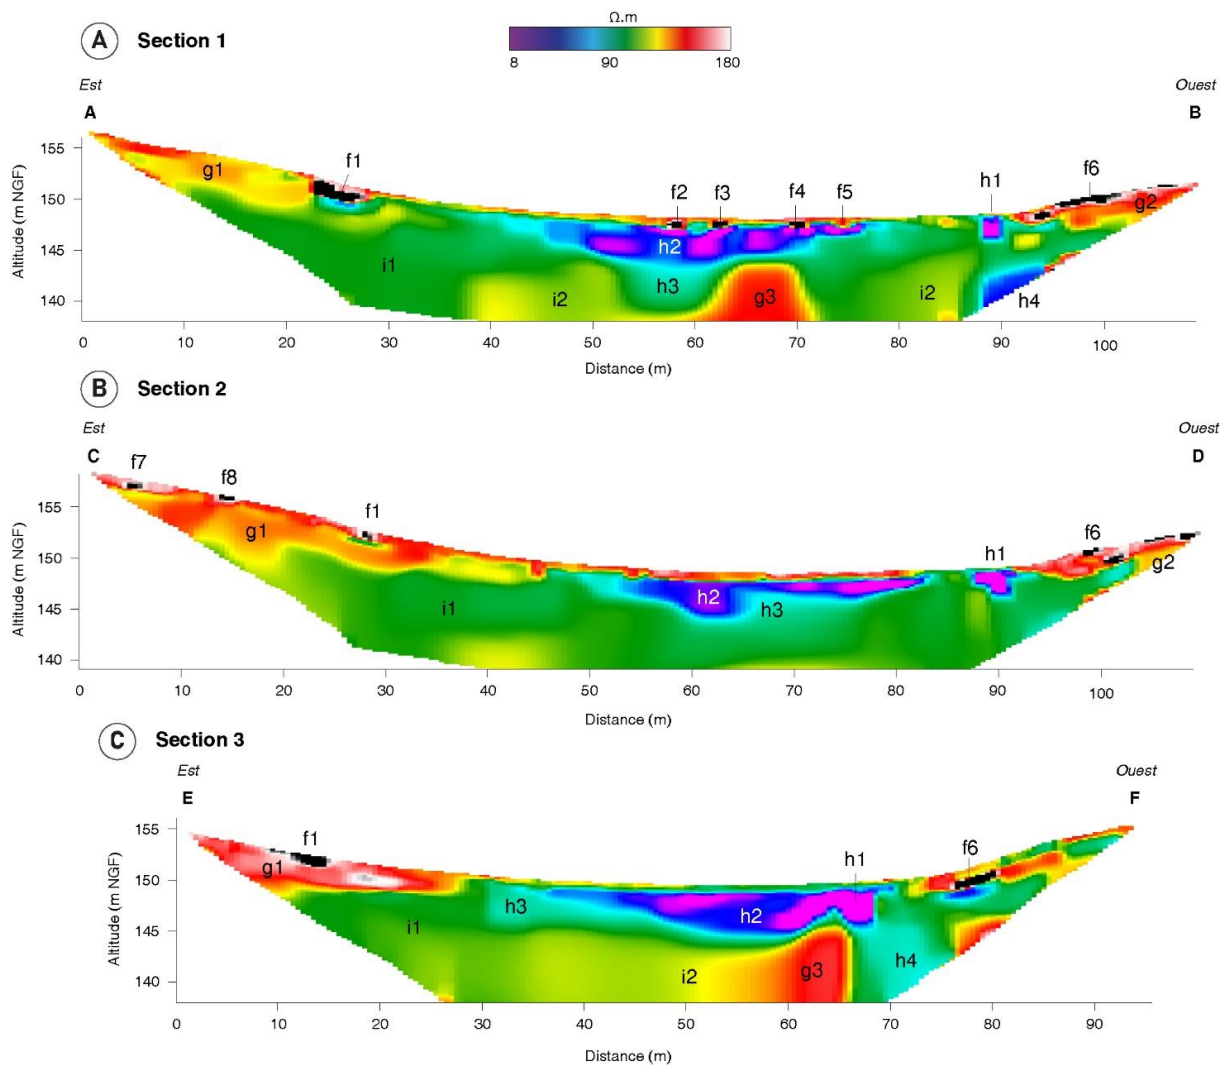 A Section 1
Ω.m
8 90 180
Est Ouest
A B
Altitude (m NGF)
155
150
145
140
g1 f1 f2 f3 f4 f5 h1 f6 g2
h2
i1 h3 i2 g3 i2 h4
0 10 20 30 40 50 60 70 80 90 100
Distance (m)
B Section 2
Est Ouest
C D
Altitude (m NGF)
155
150
145
140
f7 f8 f1 f6
g1 h1 g2
i1 h2 h3
0 10 20 30 40 50 60 70 80 90 100
Distance (m)
C Section 3
Est Ouest
E F
Altitude (m NGF)
155
150
145
140
f1 h1 f6
g1
i1 h3 h2
i2 g3 h4
0 10 20 30 40 50 60 70 80 90
Distance (m)